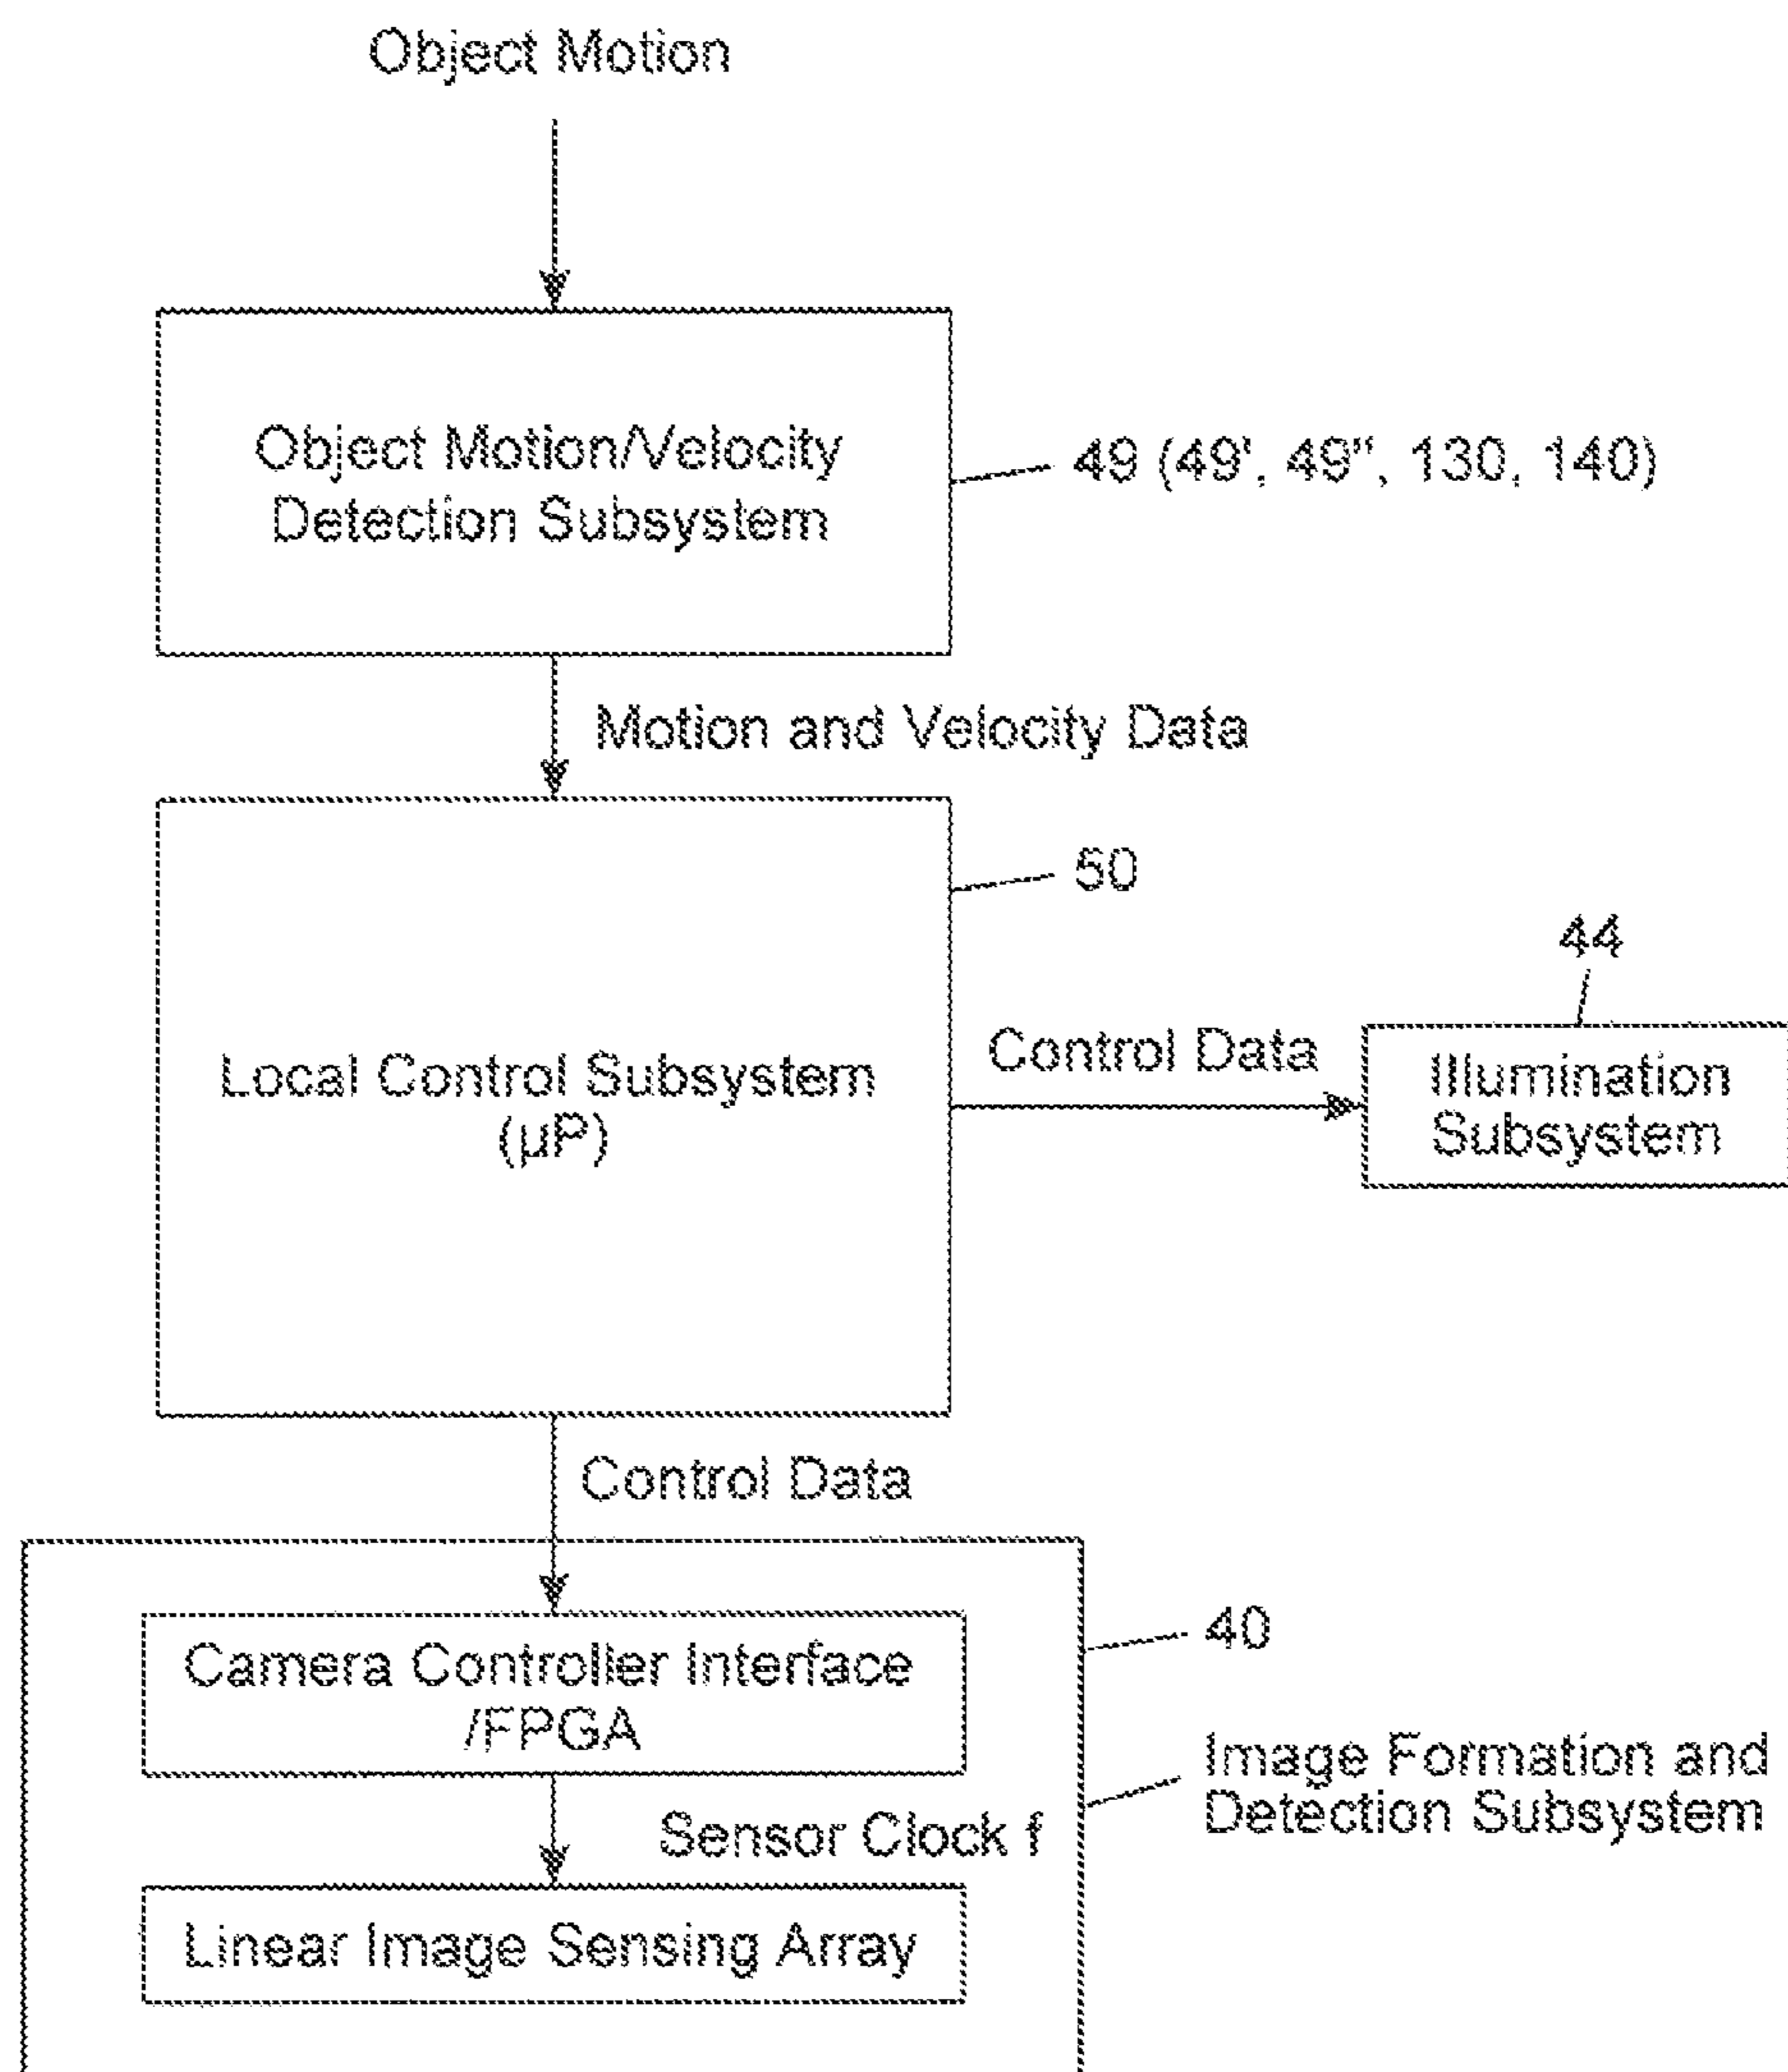 Object Motion
Object Motion/Velocity
Detection Subsystem
49 (49', 49", 130, 140)
Motion and Velocity Data
50
Local Control Subsystem
(µP)
44
Control Data
Illumination
Subsystem
Control Data
Camera Controller Interface
/FPGA
40
Image Formation and
Detection Subsystem
Sensor Clock f
Linear Image Sensing Array